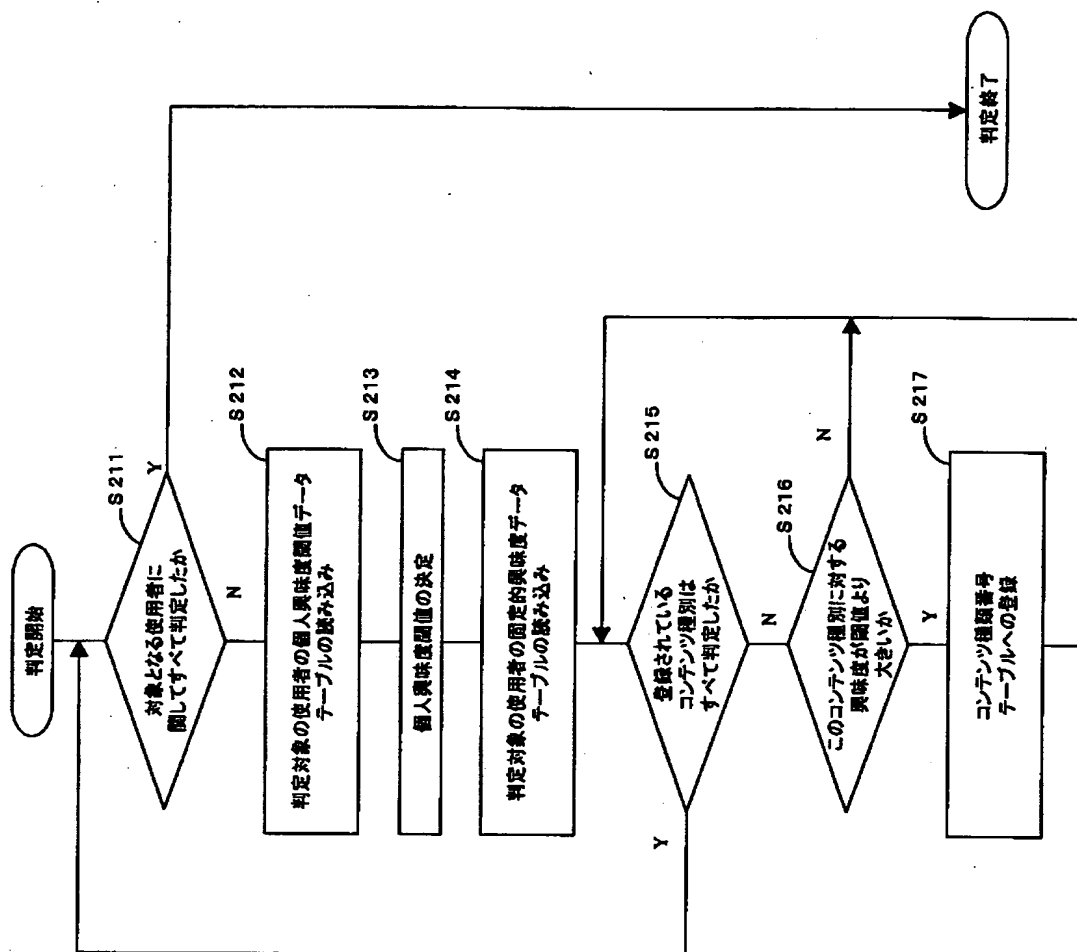 判定開始
S211
対象となる使用者に
関してすべて判定したか
Y
N
S212
判定対象の使用者の個人興味度閾値データ
テーブルの読み込み
S213
個人興味度閾値の決定
S214
判定対象の使用者の固定的興味度データ
テーブルの読み込み
S215
登録されている
コンテンツ種別は
すべて判定したか
Y
N
S216
このコンテンツ種別に対する
興味度が閾値より
大きいか
N
Y
S217
コンテンツ種類番号
テーブルへの登録
判定終了